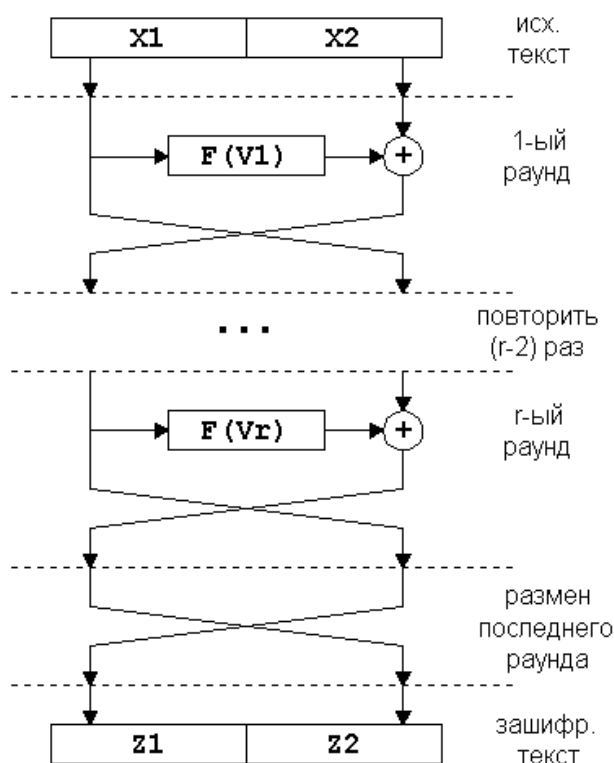 X1 X2
исх.
текст
F(V1) +
1-ый
раунд
...
повторить
(r-2) раз
F(Vr) +
r-ый
раунд
размен
последнего
раунда
Z1 Z2
зашифр.
текст